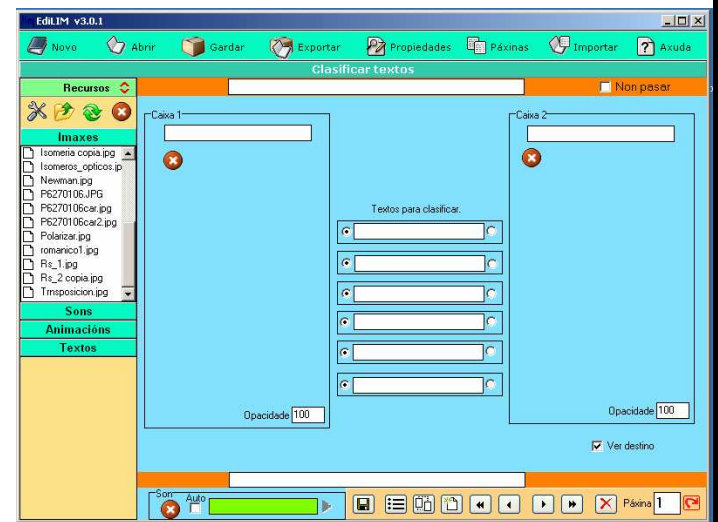 EdiLIM v3.0.1
Novo Abrir Gardar Exportar Propiedades Páxinas Importar Axuda
Clasificar textos
Recursos
Non pasar
Imaxes
Isomeria copia.jpg
Isomeros_opticos.jp
Newman.jpg
P6270106.JPG
P6270106car.jpg
P6270106car2.jpg
Polarizar.jpg
romanico1.jpg
Rs_1.jpg
Rs_2 copia.jpg
Trnsposicion.jpg
Sons
Animacións
Textos
Caixa 1
Opacidade 100
Textos para clasificar.
Caixa 2
Opacidade 100
Ver destino
Son Auto
Páxina 1